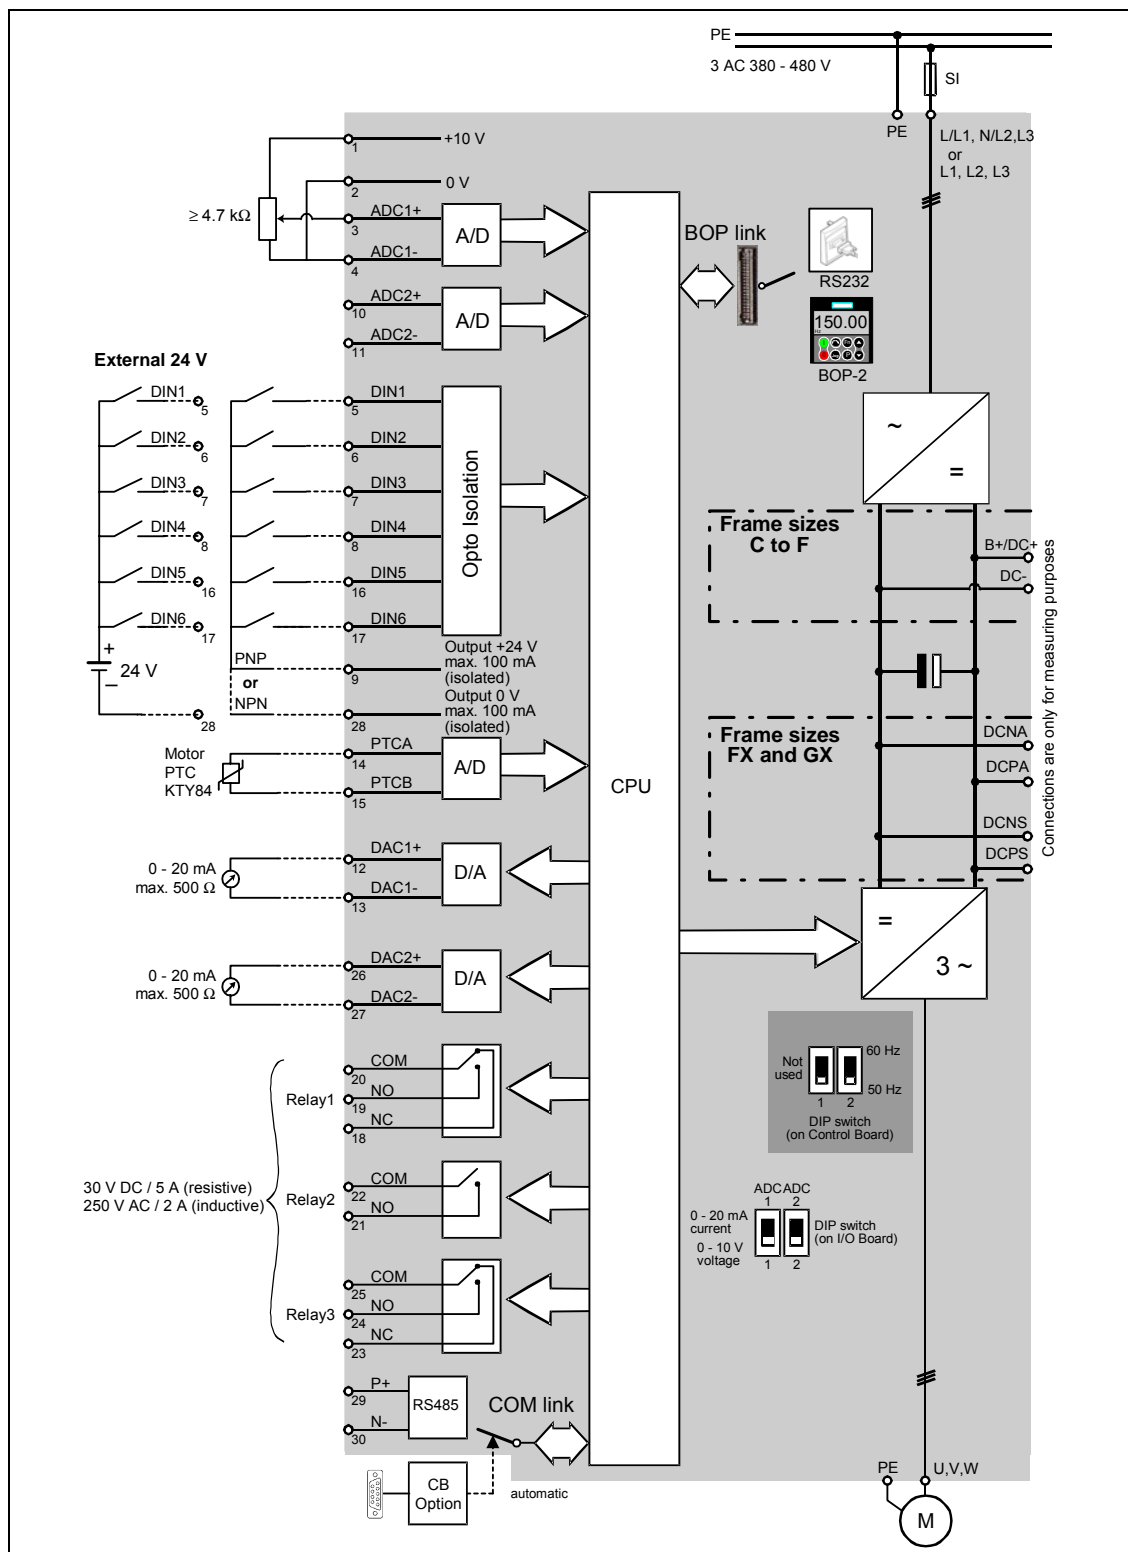 PE
3 AC 380 - 480 V
SI
PE
L/L1, N/L2,L3
or
L1, L2, L3
1
+10 V
2
0 V
≥ 4.7 kΩ
ADC1+
3
ADC1-
4
A/D
ADC2+
10
ADC2-
11
A/D
BOP link
RS232
150.00
Hz
BOP-2
External 24 V
DIN1
5
DIN2
6
DIN3
7
DIN4
8
DIN5
16
DIN6
17
+
24 V
–
28
DIN1
5
DIN2
6
DIN3
7
DIN4
8
DIN5
16
DIN6
17
Opto Isolation
PNP
or
NPN
9
Output +24 V
max. 100 mA
(isolated)
28
Output 0 V
max. 100 mA
(isolated)
Motor
PTC
KTY84
PTCA
14
PTCB
15
A/D
CPU
~
=
Frame sizes
C to F
B+/DC+
DC-
Frame sizes
FX and GX
DCNA
DCPA
DCNS
DCPS
Connections are only for measuring purposes
0 - 20 mA
max. 500 Ω
DAC1+
12
DAC1-
13
D/A
0 - 20 mA
max. 500 Ω
DAC2+
26
DAC2-
27
D/A
=
3 ~
Not
used
60 Hz
50 Hz
1 2
DIP switch
(on Control Board)
30 V DC / 5 A (resistive)
250 V AC / 2 A (inductive)
Relay1
COM
20
NO
19
NC
18
Relay2
COM
22
NO
21
Relay3
COM
25
NO
24
NC
23
ADC ADC
1 2
0 - 20 mA
current
0 - 10 V
voltage
1 2
DIP switch
(on I/O Board)
P+
29
N-
30
RS485
COM link
CB
Option
automatic
PE
U,V,W
M